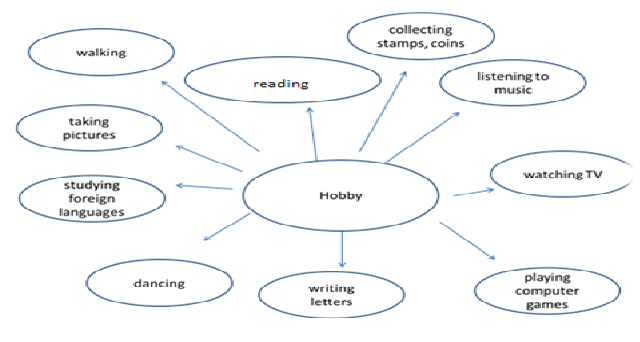 collecting
stamps, coins
walking
reading
listening to
music
taking
pictures
watching TV
studying
foreign
languages
Hobby
dancing
writing
letters
playing
computer
games